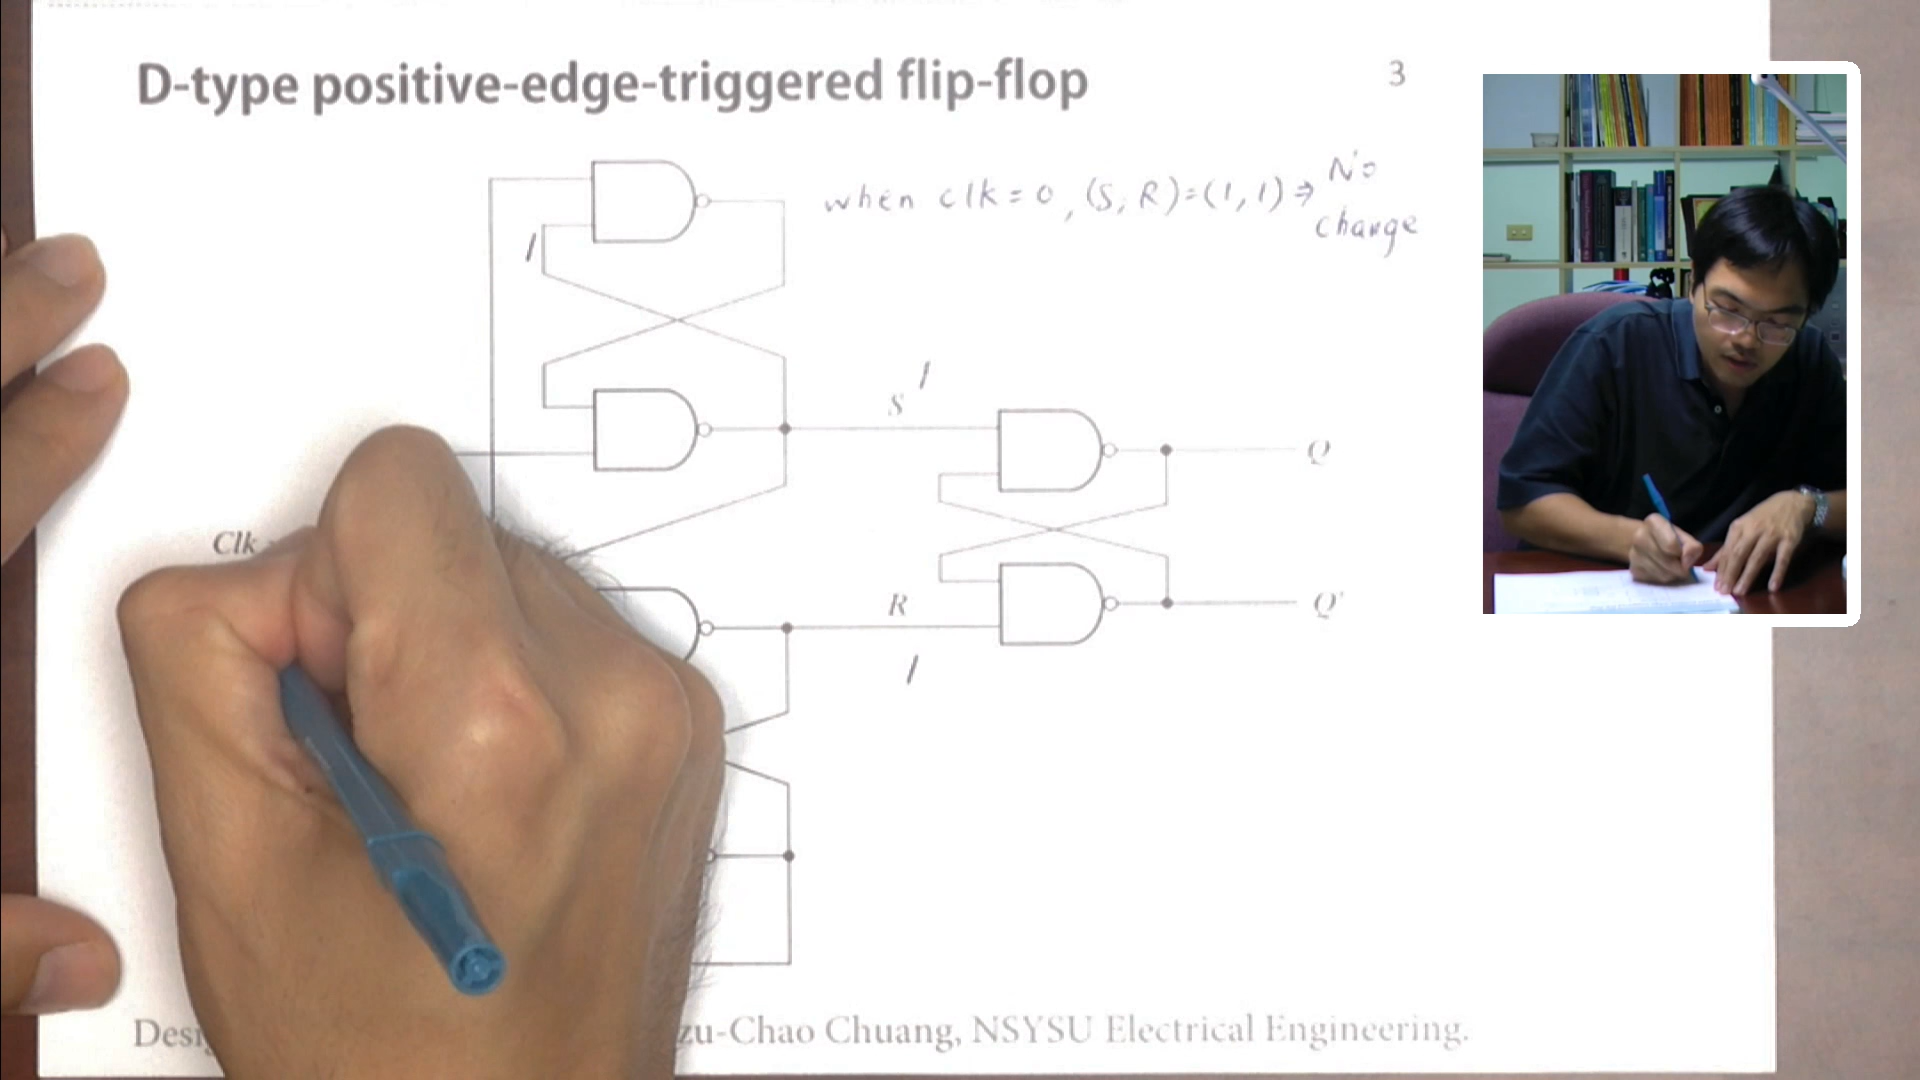 D-type positive-edge-triggered flip-flop
3
when clk = 0, (S, R) = (1, 1) ⇒ No
change
1
1
S
Q
Clk
R
Q'
1
zu-Chao Chuang, NSYSU Electrical Engineering.